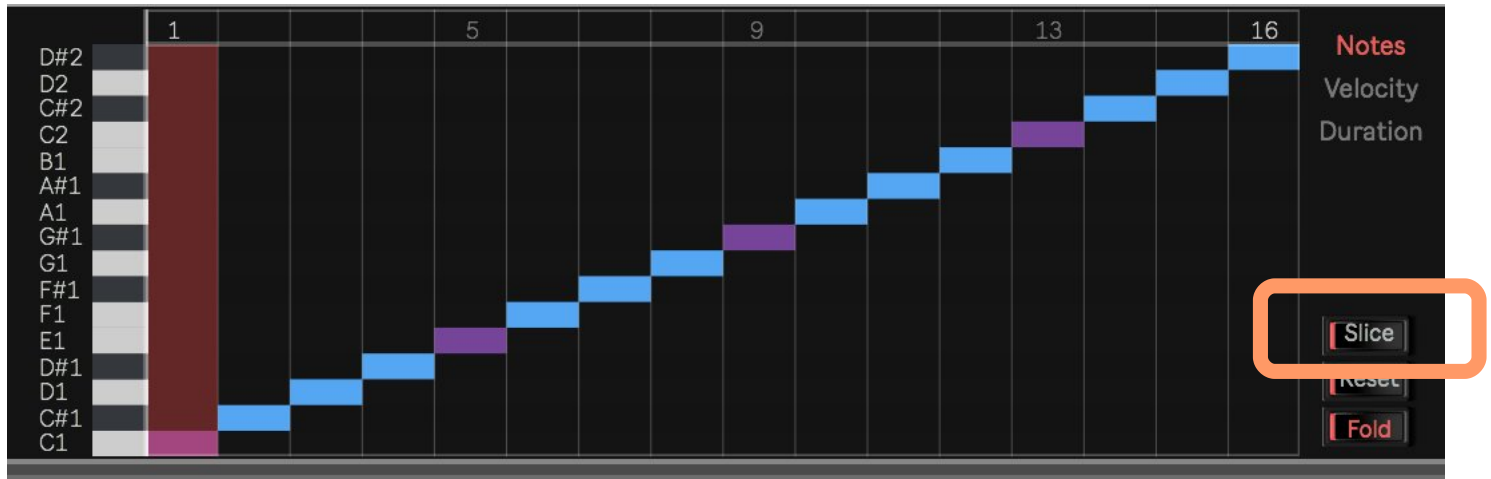 1 5 9 13 16
D#2
D2
C#2
C2
B1
A#1
A1
G#1
G1
F#1
F1
E1
D#1
D1
C#1
C1
Notes
Velocity
Duration
Slice
Reset
Fold